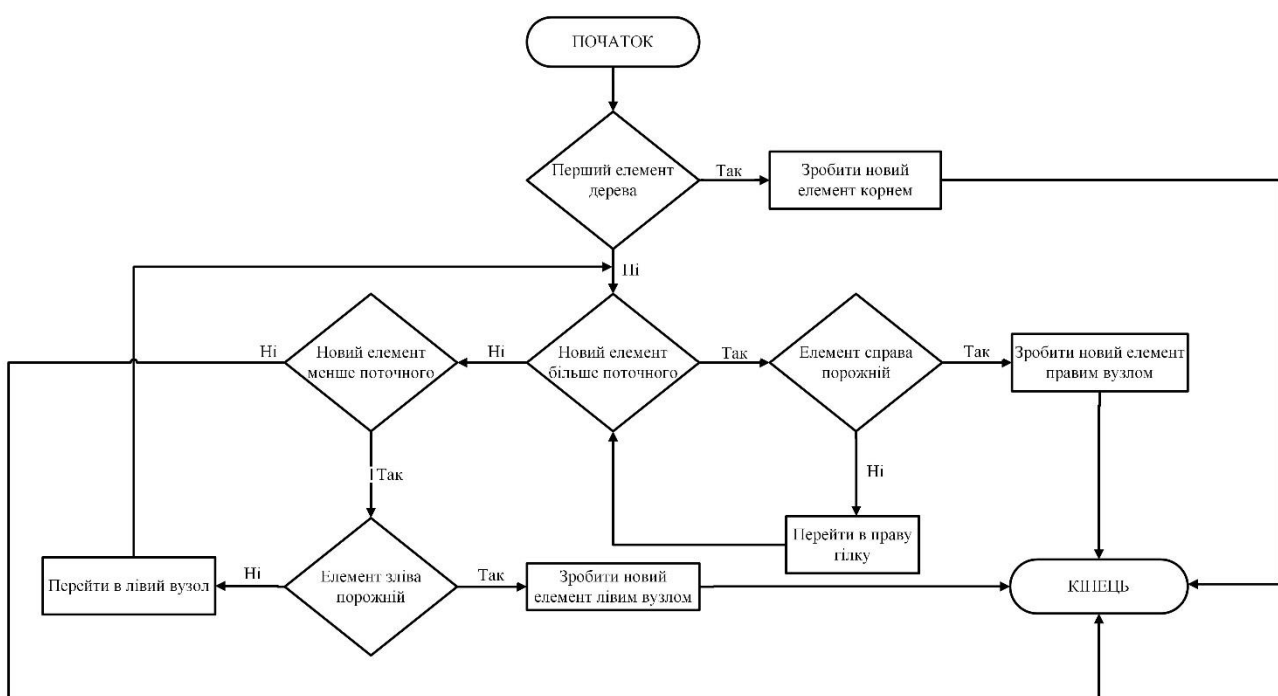 ПОЧАТОК
Перший елемент
дерева
Так
Зробити новий
елемент корнем
Ні
Ні
Новий елемент
менше поточного
Ні
Новий елемент
більше поточного
Так
Елемент справа
порожній
Так
Зробити новий елемент
правим вузлом
Так
Ні
Перейти в праву
гілку
Перейти в лівий вузол
Ні
Елемент зліва
порожній
Так
Зробити новий
елемент лівим вузлом
КІНЕЦЬ